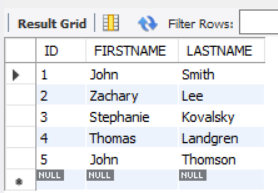 Result Grid Filter Rows:
ID FIRSTNAME LASTNAME
1 John Smith
2 Zachary Lee
3 Stephanie Kovalsky
4 Thomas Landgren
5 John Thomson
NULL NULL NULL